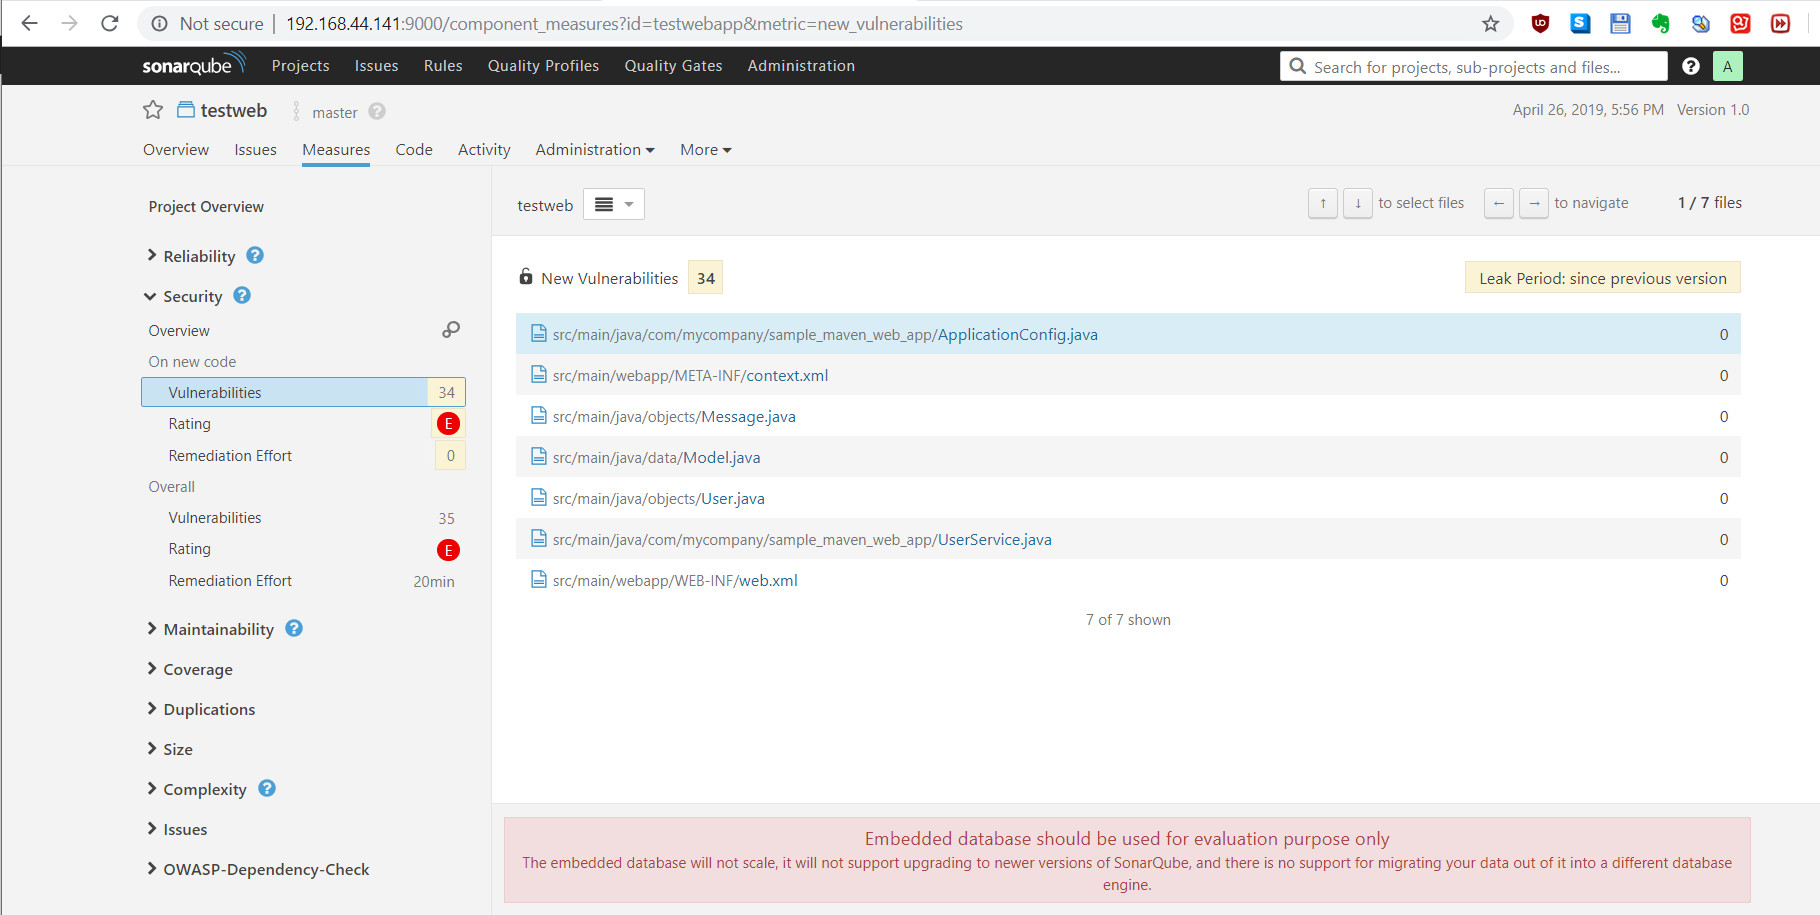 Not secure | 192.168.44.141:9000/component_measures?id=testwebapp&metric=new_vulnerabilities
sonarqube Projects Issues Rules Quality Profiles Quality Gates Administration Search for projects, sub-projects and files... ? A
testweb master ? April 26, 2019, 5:56 PM Version 1.0
Overview Issues Measures Code Activity Administration More
Project Overview
Reliability ?
Security ?
Overview
On new code
Vulnerabilities 34
Rating E
Remediation Effort 0
Overall
Vulnerabilities 35
Rating E
Remediation Effort 20min
Maintainability ?
Coverage
Duplications
Size
Complexity ?
Issues
OWASP-Dependency-Check
testweb ↑ ↓ to select files ← → to navigate 1 / 7 files
New Vulnerabilities 34 Leak Period: since previous version
src/main/java/com/mycompany/sample_maven_web_app/ApplicationConfig.java 0
src/main/webapp/META-INF/context.xml 0
src/main/java/objects/Message.java 0
src/main/java/data/Model.java 0
src/main/java/objects/User.java 0
src/main/java/com/mycompany/sample_maven_web_app/UserService.java 0
src/main/webapp/WEB-INF/web.xml 0
7 of 7 shown
Embedded database should be used for evaluation purpose only
The embedded database will not scale, it will not support upgrading to newer versions of SonarQube, and there is no support for migrating your data out of it into a different database
engine.